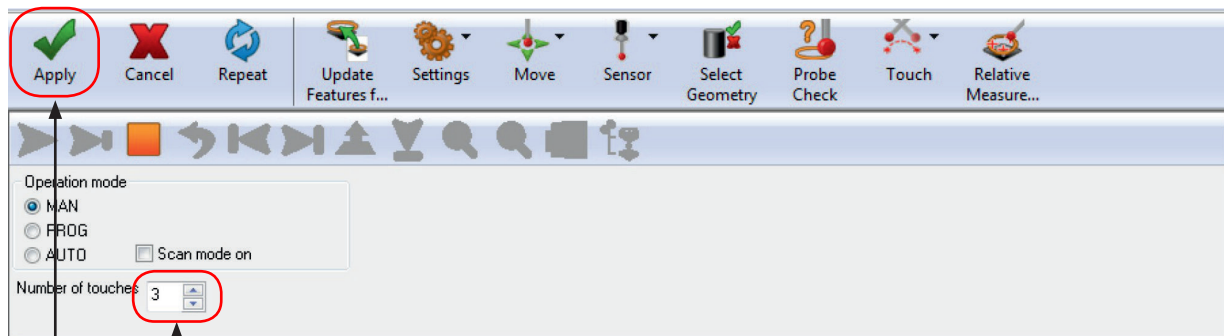 Apply Cancel Repeat Update Features f... Settings Move Sensor Select Geometry Probe Check Touch Relative Measure...
Operation mode
MAN
PROG
AUTO Scan mode on
Number of touches 3